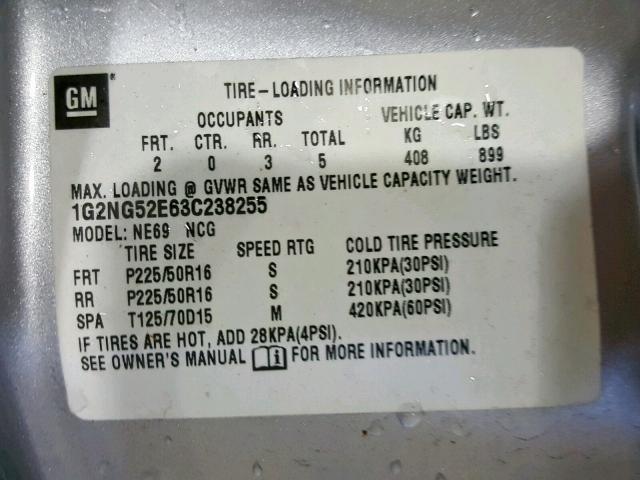 GM®
TIRE-LOADING INFORMATION
OCCUPANTS VEHICLE CAP. WT.
FRT. CTR. RR. TOTAL KG LBS
2 0 3 5 408 899
MAX. LOADING @ GVWR SAME AS VEHICLE CAPACITY WEIGHT.
1G2NG52E63C238255
MODEL: NE69 NCG
TIRE SIZE SPEED RTG COLD TIRE PRESSURE
FRT P225/50R16 S 210KPA(30PSI)
RR P225/50R16 S 210KPA(30PSI)
SPA T125/70D15 M 420KPA(60PSI)
IF TIRES ARE HOT, ADD 28KPA(4PSI).
SEE OWNER'S MANUAL i FOR MORE INFORMATION.